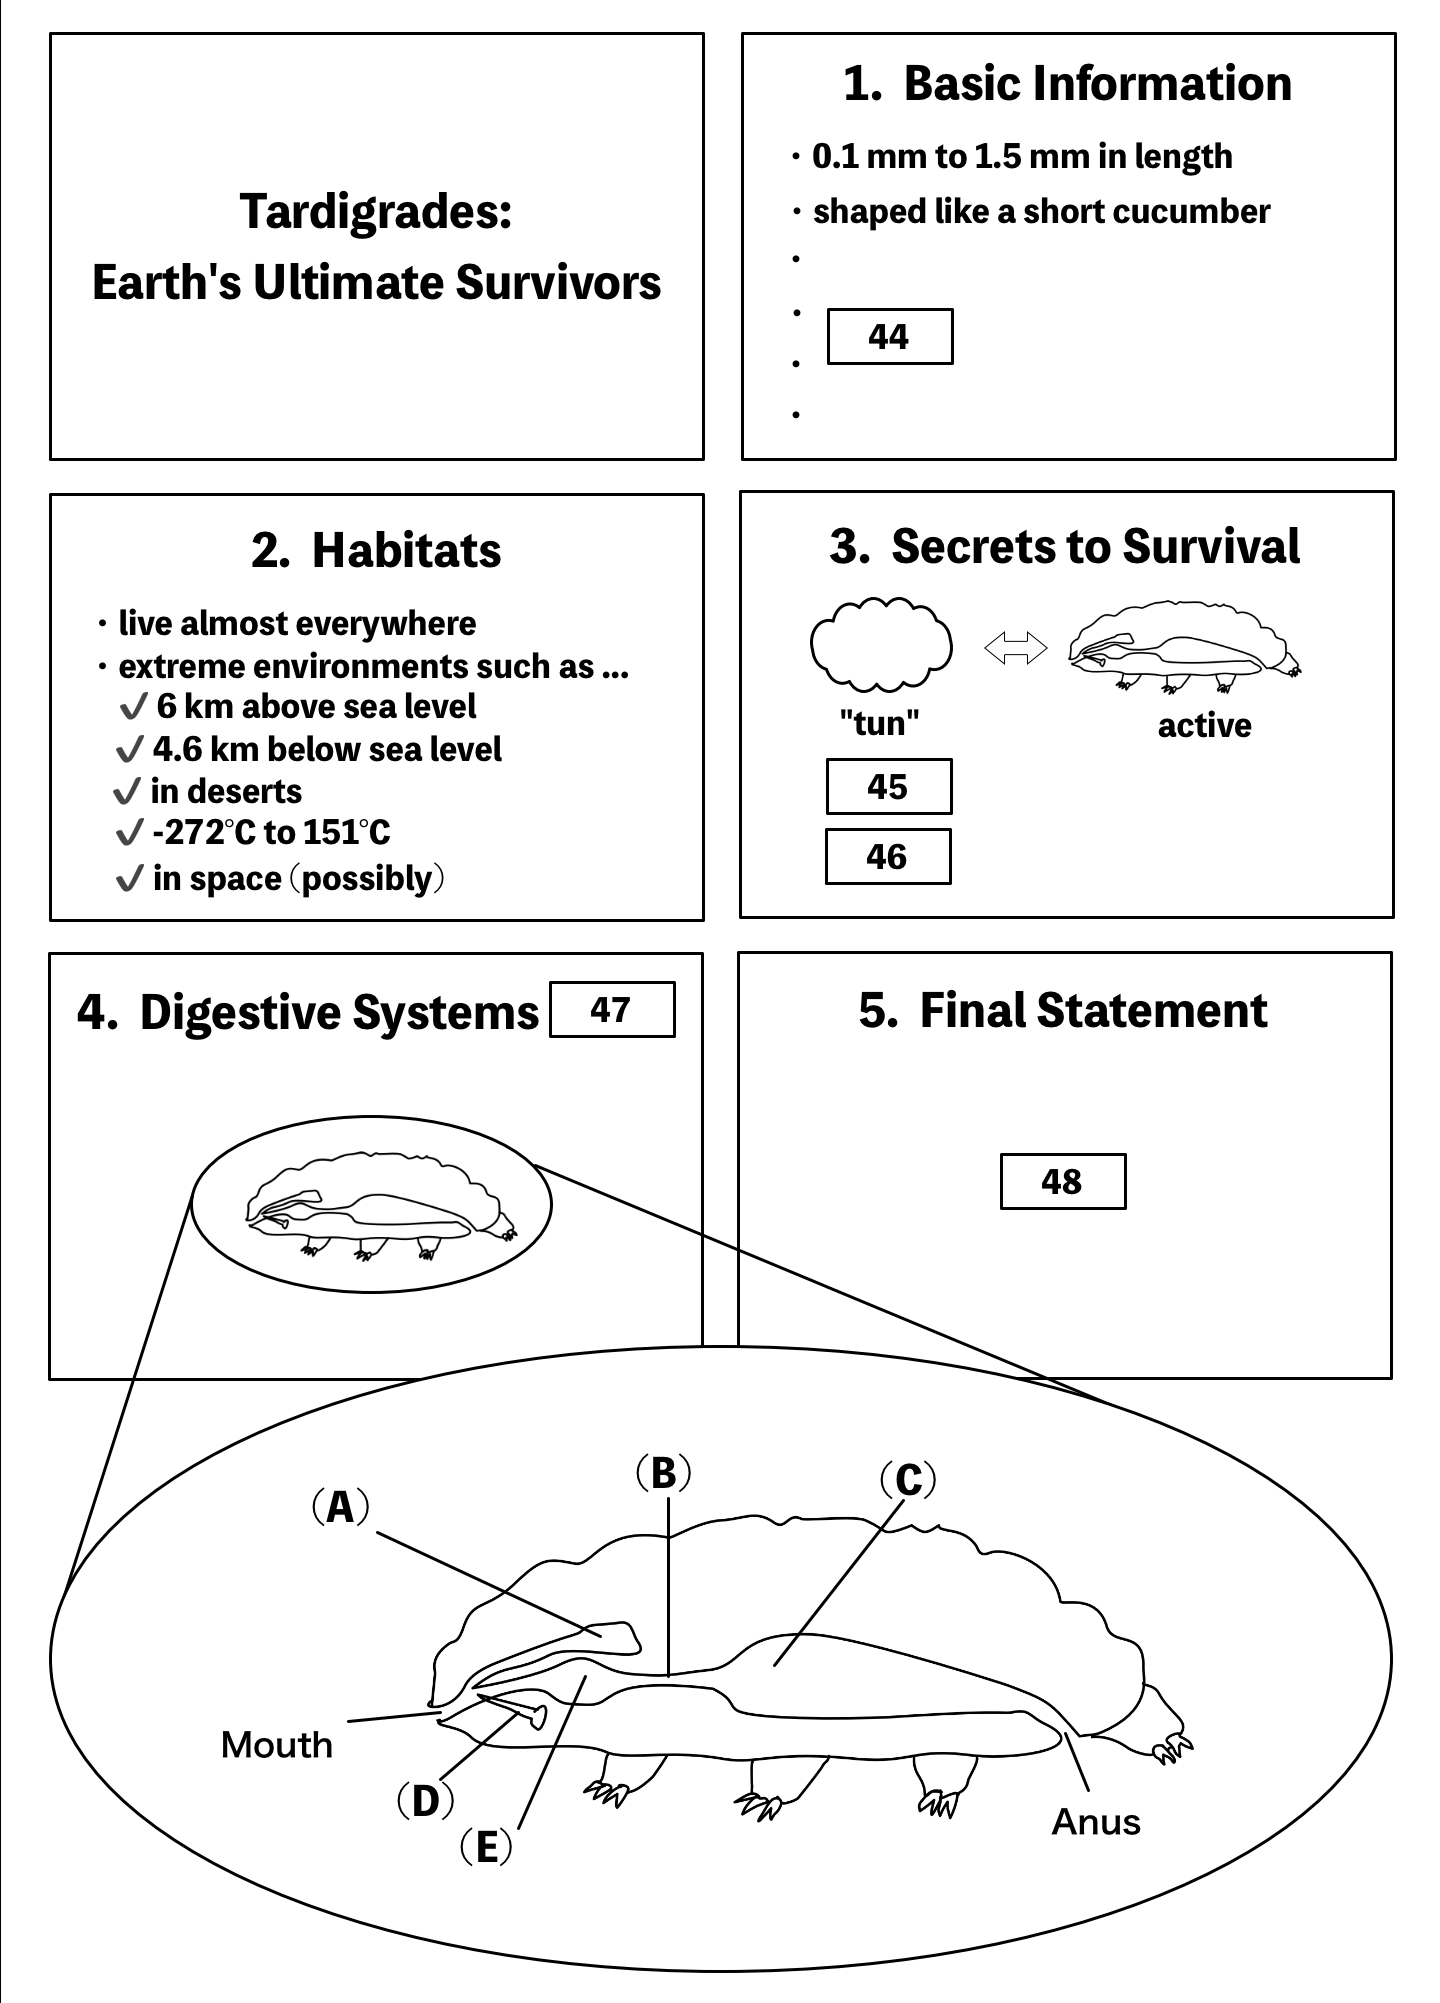 Tardigrades:
Earth's Ultimate Survivors
1. Basic Information
・0.1 mm to 1.5 mm in length
・shaped like a short cucumber
・
・
44
・
・
2. Habitats
・live almost everywhere
・extreme environments such as ...
✓ 6 km above sea level
✓ 4.6 km below sea level
✓ in deserts
✓ -272℃ to 151℃
✓ in space（possibly）
3. Secrets to Survival
"tun"
active
45
46
4. Digestive Systems 47
5. Final Statement
48
（A）
（B）
（C）
Mouth
（D）
（E）
Anus